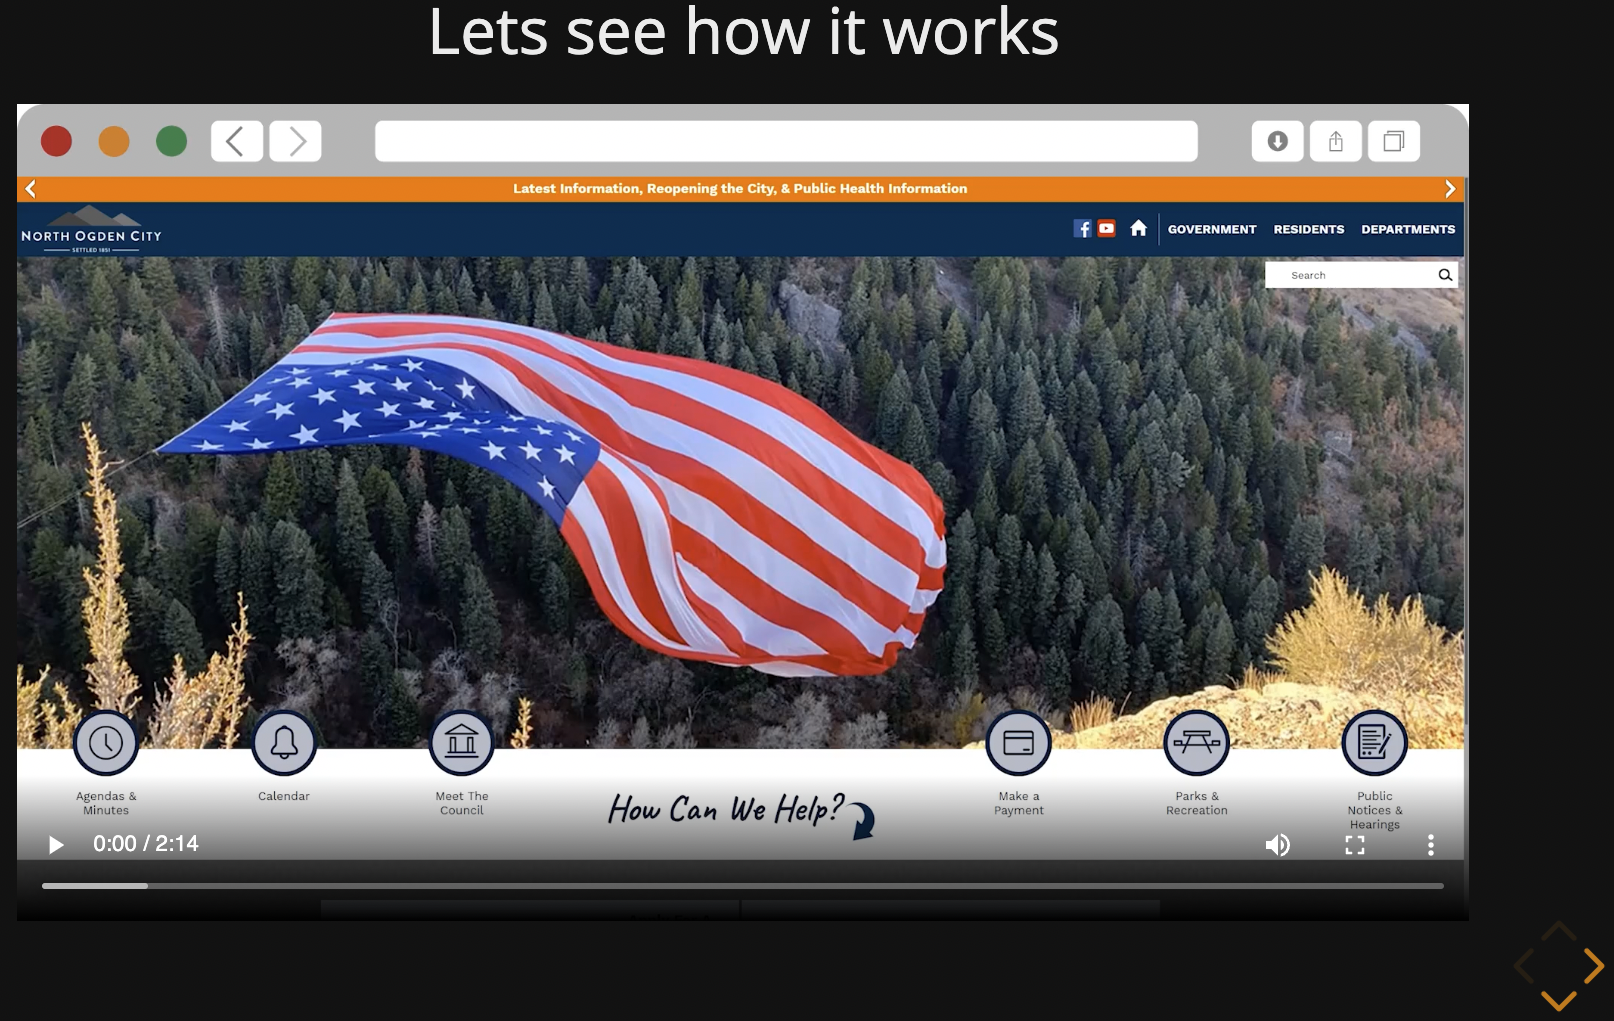 Lets see how it works
Latest Information, Reopening the City, & Public Health Information
NORTH OGDEN CITY
SETTLED 1851
GOVERNMENT RESIDENTS DEPARTMENTS
Search
Agendas &
Minutes
Calendar
Meet The
Council
How Can We Help?
Make a
Payment
Parks &
Recreation
Public
Notices &
Hearings
0:00 / 2:14